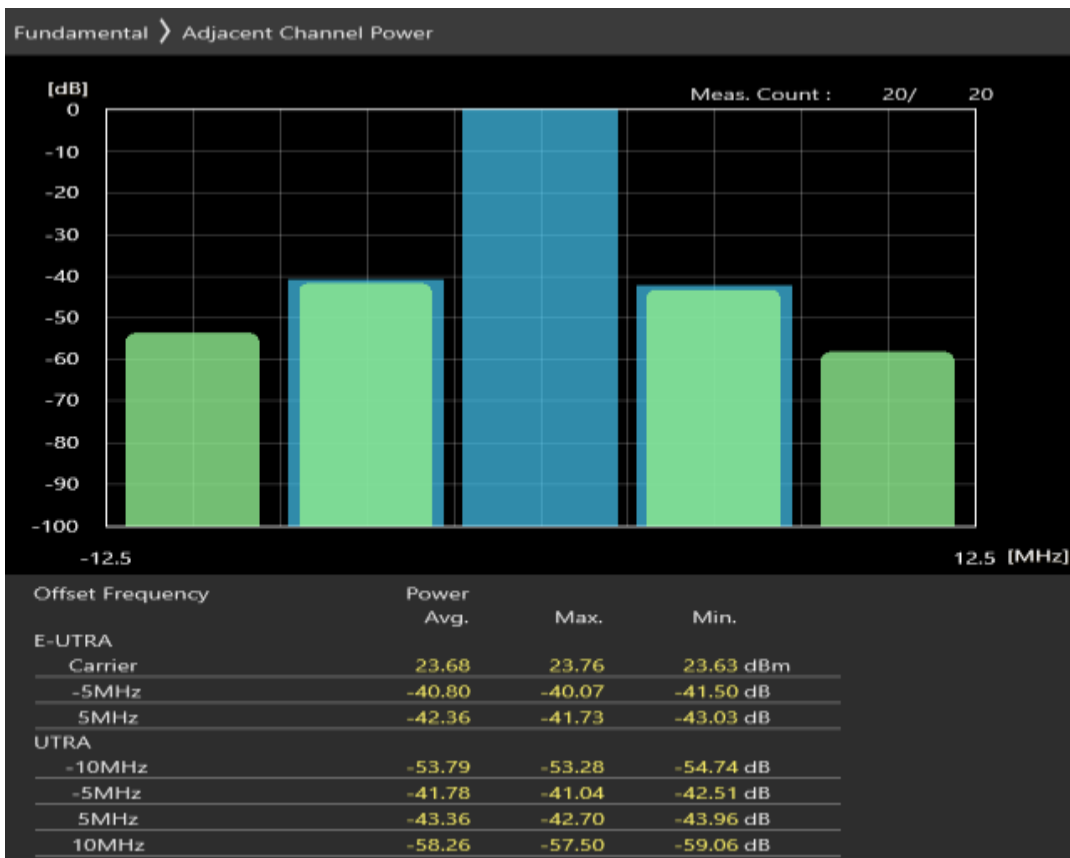 Fundamental ❯ Adjacent Channel Power
[dB]
Meas. Count : 20/ 20
0
-10
-20
-30
-40
-50
-60
-70
-80
-90
-100
-12.5 12.5 [MHz]
Offset Frequency Power
Avg. Max. Min.
E-UTRA
Carrier 23.68 23.76 23.63 dBm
-5MHz -40.80 -40.07 -41.50 dB
5MHz -42.36 -41.73 -43.03 dB
UTRA
-10MHz -53.79 -53.28 -54.74 dB
-5MHz -41.78 -41.04 -42.51 dB
5MHz -43.36 -42.70 -43.96 dB
10MHz -58.26 -57.50 -59.06 dB